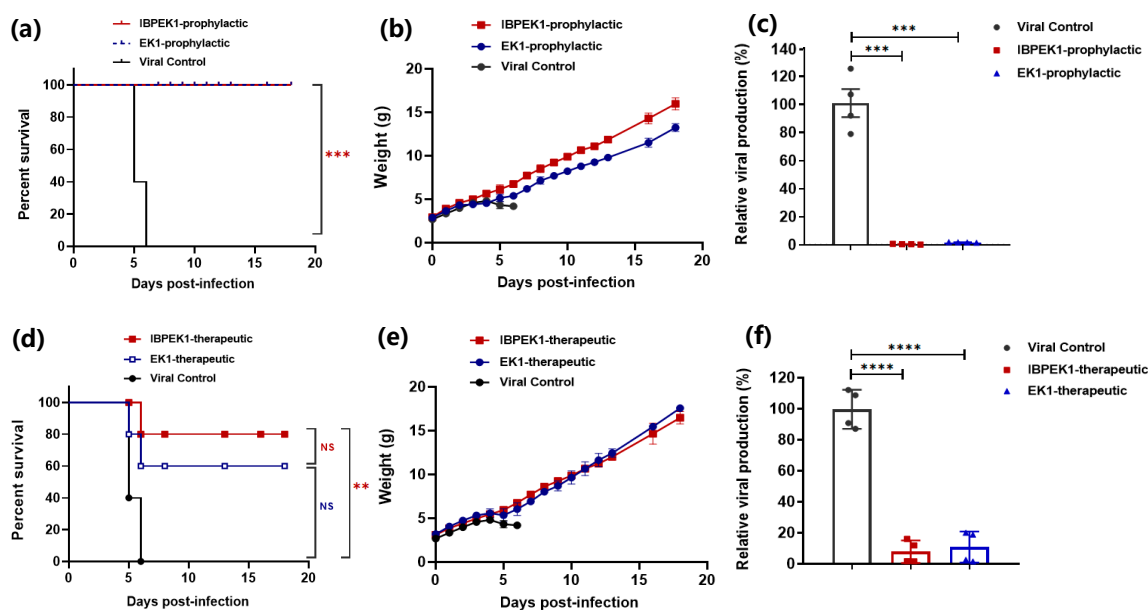 (a)
IBPEK1-prophylactic
EK1-prophylactic
Viral Control
Percent survival
100
80
60
40
20
0
***
0 5 10 15 20
Days post-infection
(b)
IBPEK1-prophylactic
EK1-prophylactic
Viral Control
Weight (g)
20
15
10
5
0
0 5 10 15 20
Days post-infection
(c)
Viral Control
IBPEK1-prophylactic
EK1-prophylactic
Relative viral production (%)
140
120
100
80
60
40
20
0
***
***
(d)
IBPEK1-therapeutic
EK1-therapeutic
Viral Control
Percent survival
100
80
60
40
20
0
NS
NS
**
0 5 10 15 20
Days post-infection
(e)
IBPEK1-therapeutic
EK1-therapeutic
Viral Control
Weight (g)
20
15
10
5
0
0 5 10 15 20
Days post-infection
(f)
Viral Control
IBPEK1-therapeutic
EK1-therapeutic
Relative viral production (%)
120
100
80
60
40
20
0
****
****